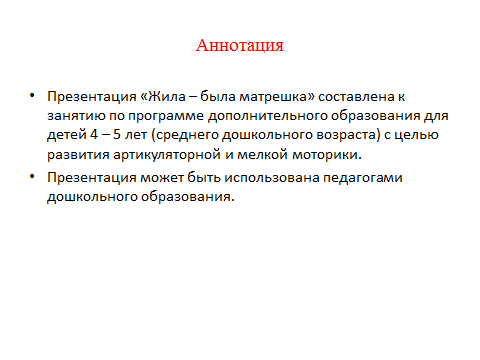 Аннотация
• Презентация «Жила – была матрешка» составлена к
занятию по программе дополнительного образования для
детей 4 – 5 лет (среднего дошкольного возраста) с целью
развития артикуляторной и мелкой моторики.
• Презентация может быть использована педагогами
дошкольного образования.